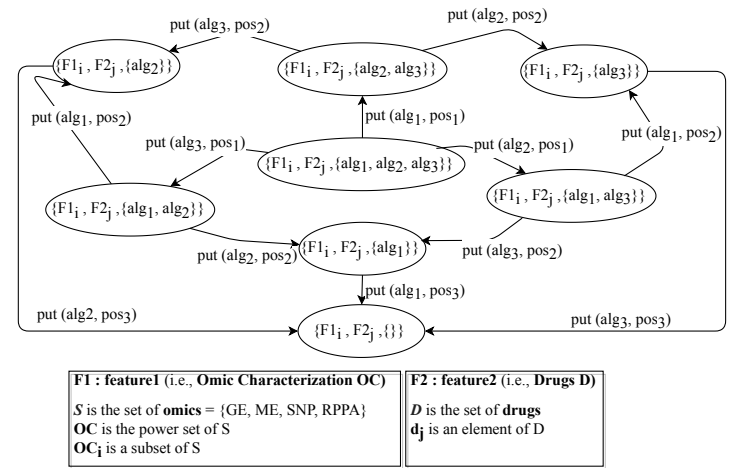 put (alg3, pos2)
put (alg2, pos2)
{F1i , F2j ,{alg2}}
{F1i , F2j ,{alg2, alg3}}
{F1i , F2j ,{alg3}}
put (alg1, pos2)
put (alg1, pos1)
put (alg1, pos2)
put (alg3, pos1)
put (alg2, pos1)
{F1i , F2j ,{alg1, alg2, alg3}}
{F1i , F2j ,{alg1, alg2}}
{F1i , F2j ,{alg1, alg3}}
put (alg2, pos2)
{F1i , F2j ,{alg1}}
put (alg3, pos2)
put (alg1, pos3)
put (alg2, pos3)
{F1i , F2j ,{}}
put (alg3, pos3)
F1 : feature1 (i.e., Omic Characterization OC)
S is the set of omics = {GE, ME, SNP, RPPA}
OC is the power set of S
OCi is a subset of S
F2 : feature2 (i.e., Drugs D)
D is the set of drugs
dj is an element of D